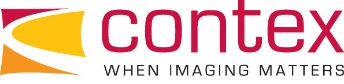 contex
WHEN IMAGING MATTERS